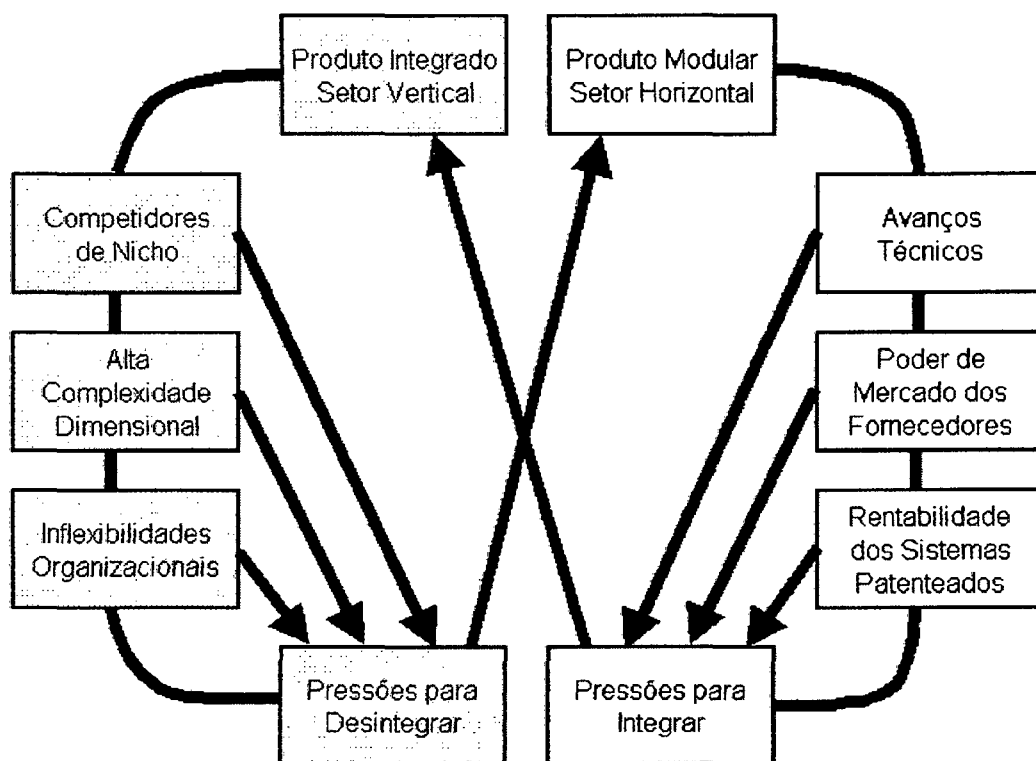 Produto Integrado
Setor Vertical
Produto Modular
Setor Horizontal
Competidores
de Nicho
Avanços
Técnicos
Alta
Complexidade
Dimensional
Poder de
Mercado dos
Fornecedores
Inflexibilidades
Organizacionais
Rentabilidade
dos Sistemas
Patenteados
Pressões para
Desintegrar
Pressões para
Integrar